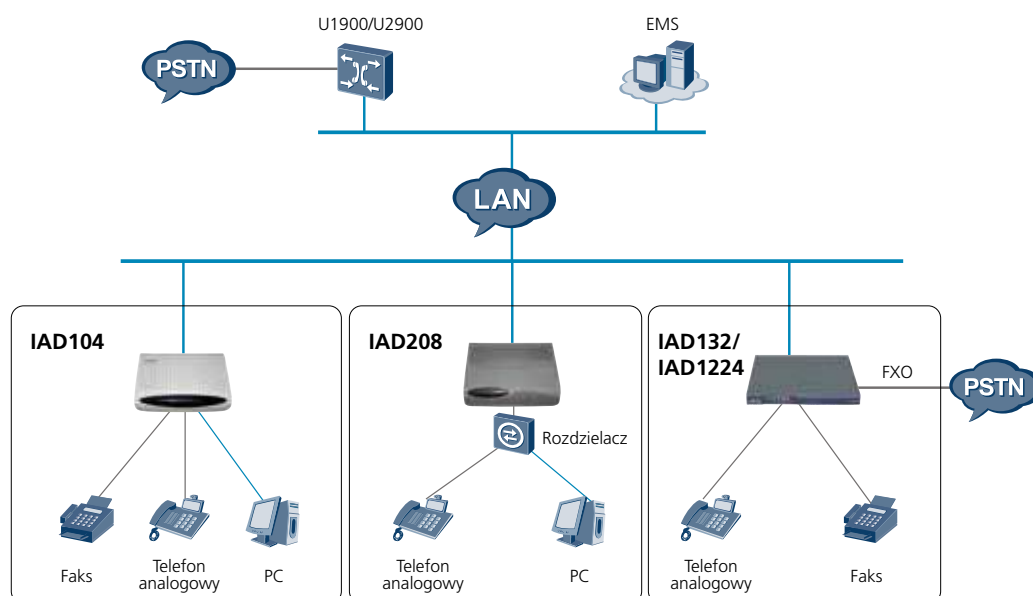 U1900/U2900
EMS
PSTN
LAN
IAD104
IAD208
IAD132/
IAD1224
FXO
PSTN
Rozdzielacz
Faks
Telefon
analogowy
PC
Telefon
analogowy
PC
Telefon
analogowy
Faks